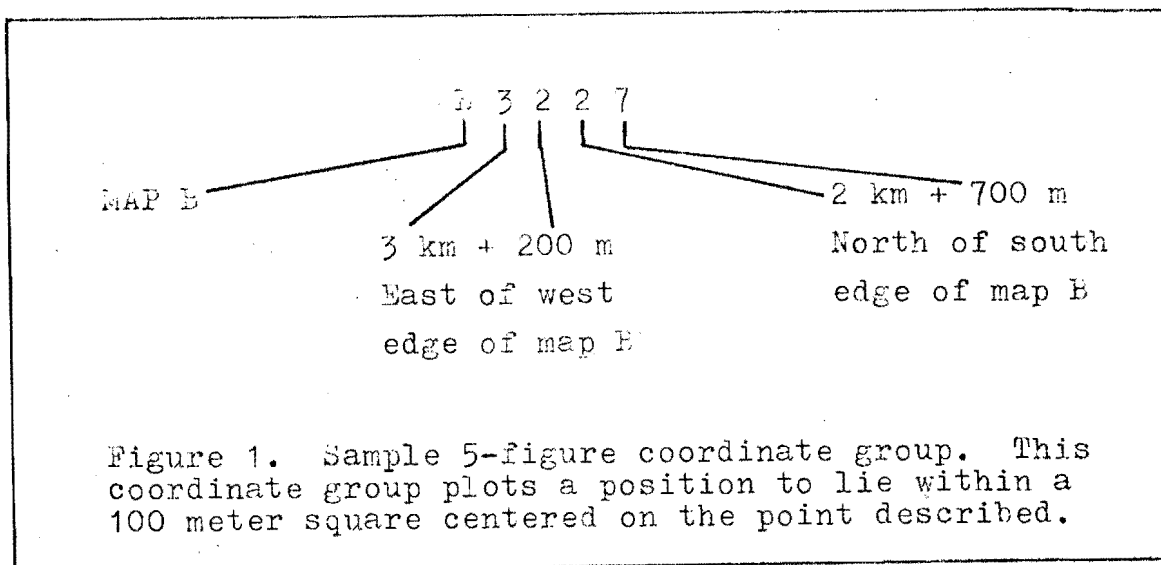 B 3 2 2 7
MAP B
2 km + 700 m
North of south
edge of map B
3 km + 200 m
East of west
edge of map B
Figure 1. Sample 5-figure coordinate group. This
coordinate group plots a position to lie within a
100 meter square centered on the point described.